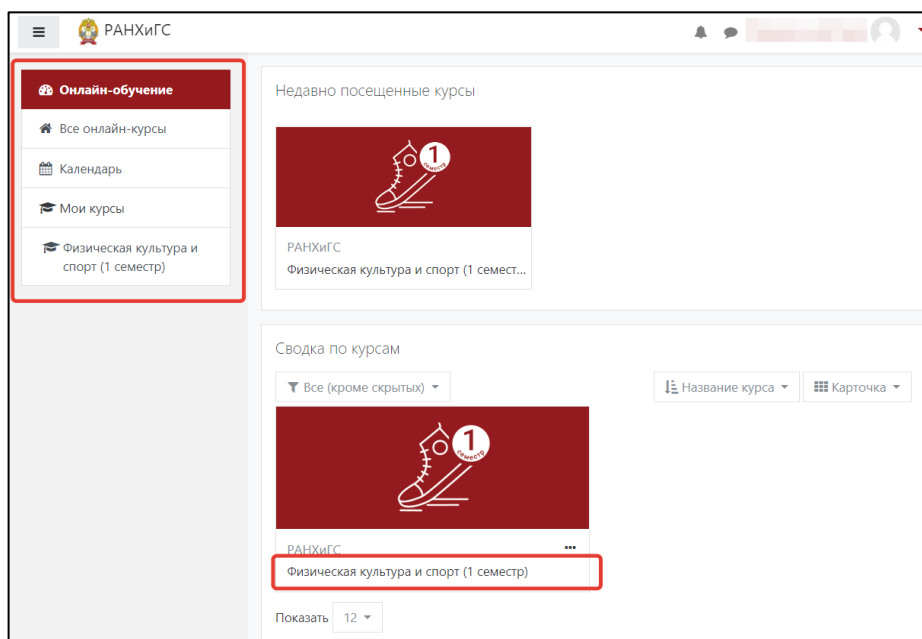 РАНХиГС
Онлайн-обучение
Все онлайн-курсы
Календарь
Мои курсы
Физическая культура и
спорт (1 семестр)
Недавно посещенные курсы
1
семестр
РАНХиГС
Физическая культура и спорт (1 семест...
Сводка по курсам
Все (кроме скрытых)
Название курса
Карточка
1
семестр
РАНХиГС
Физическая культура и спорт (1 семестр)
Показать 12